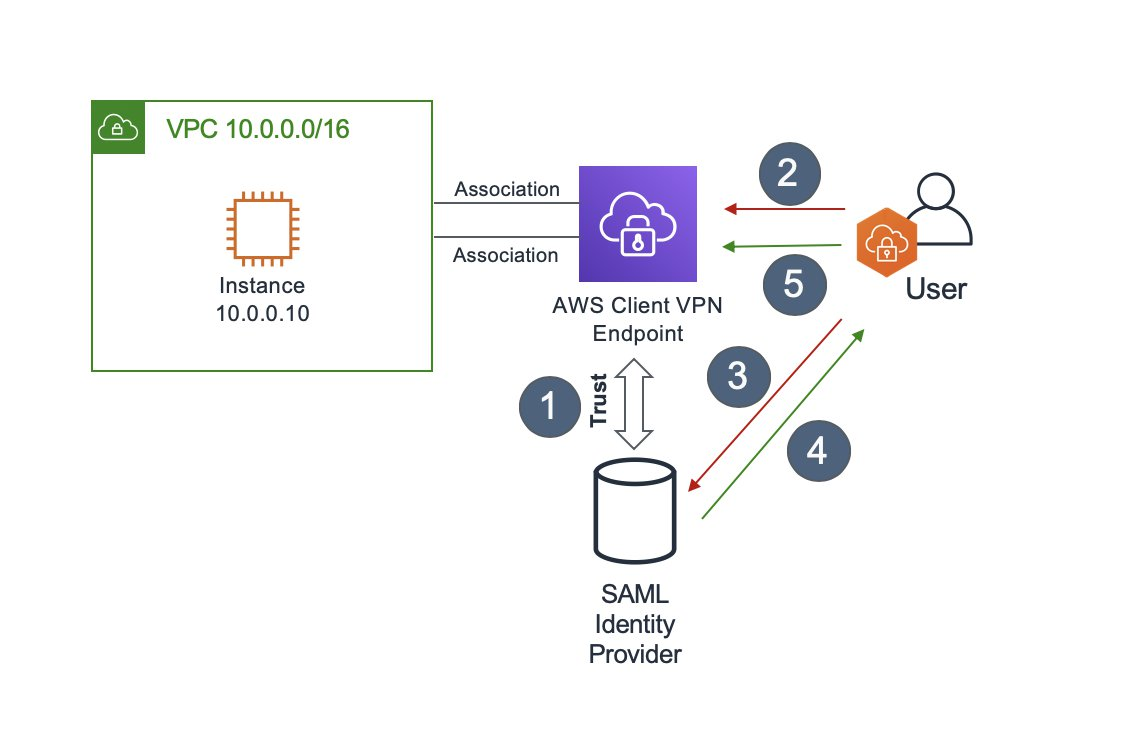 VPC 10.0.0.0/16
Instance
10.0.0.10
Association
Association
AWS Client VPN
Endpoint
2
5
User
1
Trust
3
4
SAML
Identity
Provider